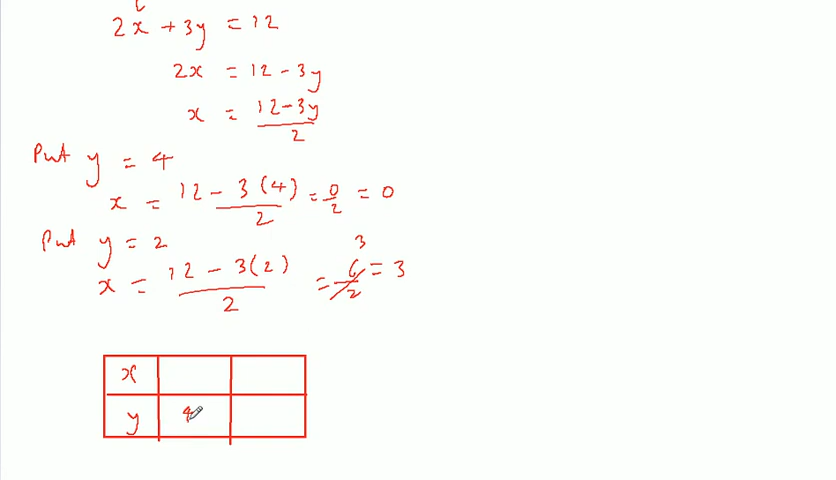 2x + 3y = 12
2x = 12 - 3y
x = (12-3y)/2
Put y = 4
x = (12 - 3(4))/2 = 0/2 = 0
Put y = 2
3
x = (12 - 3(2))/2 = 6/2 = 3
x
y 4